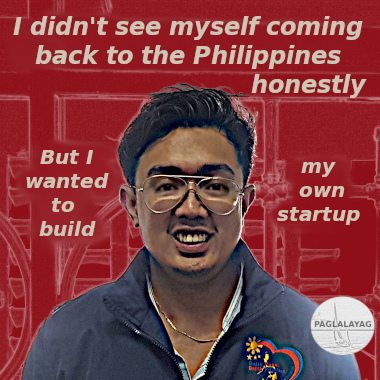 I didn't see myself coming
back to the Philippines
honestly
But I
wanted
to
build
my
own
startup
PAGLALAYAG